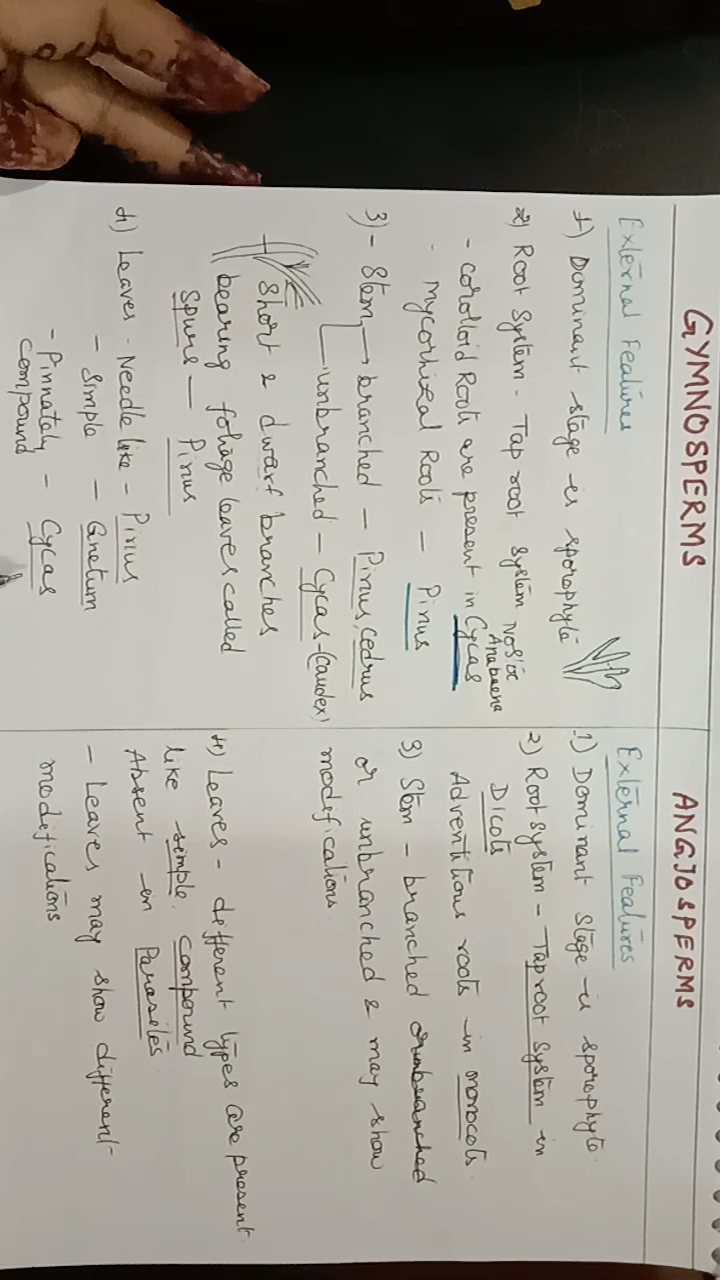 GYMNOSPERMS
External Features
1) Dominant stage is sporophyte
2) Root System - Tap root System
Nostoc
Anabaena
- corolloid Roots are present in Cycas
- Mycorhizal Roots - Pinus
3) - Stem → branched - Pinus, Cedrus
unbranched - Cycas - (Caudex)
Short & dwarf branches
bearing foliage leaves called
Spurs - Pinus
4) Leaves - Needle like - Pinus
- Simple - Gnetum
- Pinnately - Cycas
compound
ANGIOSPERMS
External Features
1) Dominant Stage is sporophyte.
2) Root System - Tap root System in
Dicots
Adventitious roots in monocots.
3) Stem - branched
or unbranched & may show
modifications
4) Leaves - different types are present.
like simple. compound
Absent in Parasites.
- Leaves may show different-
modifications